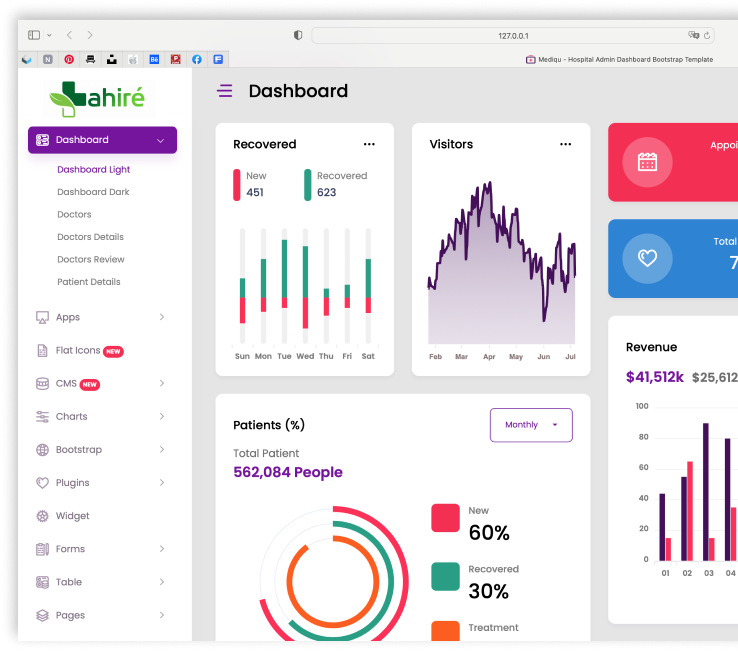 127.0.0.1
N
Bē
Mediqu - Hospital Admin Dashboard Bootstrap Template
Lahiré
Dashboard
Dashboard
Dashboard Light
Dashboard Dark
Doctors
Doctors Details
Doctors Review
Patient Details
Apps
Flat Icons NEW
CMS NEW
Charts
Bootstrap
Plugins
Widget
Forms
Table
Pages
Recovered
New
451
Recovered
623
Sun Mon Tue Wed Thu Fri Sat
Visitors
Feb Mar Apr May Jun Jul
Appoi
Total
7
Revenue
$41,512k $25,612
100
80
60
40
20
0
01 02 03 04
Patients (%)
Monthly
Total Patient
562,084 People
New
60%
Recovered
30%
Treatment